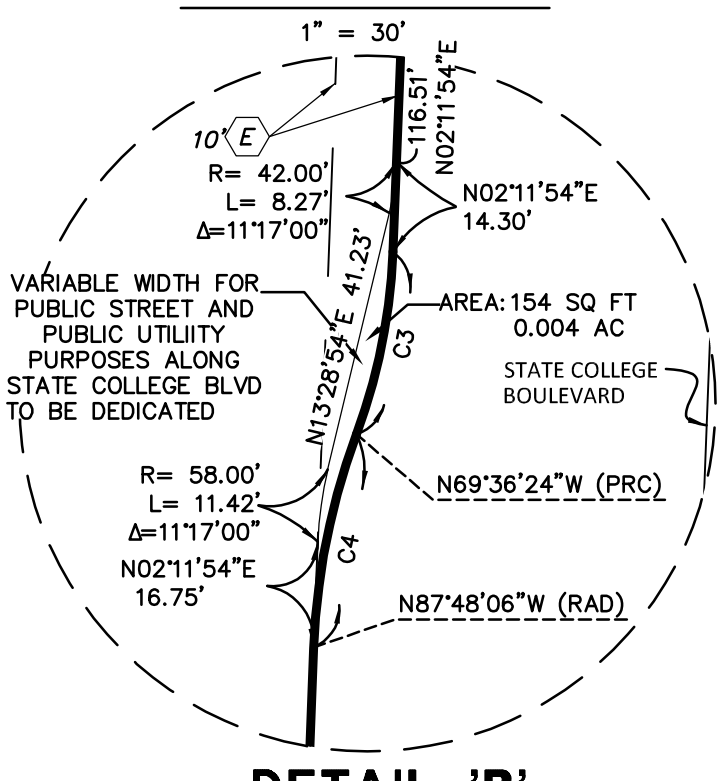 1" = 30'
116.51'
N02°11'54"E
10' E
R= 42.00'
L= 8.27'
Δ=11°17'00"
N02°11'54"E
14.30'
N13°28'54"E 41.23'
VARIABLE WIDTH FOR
PUBLIC STREET AND
PUBLIC UTILIITY
PURPOSES ALONG
STATE COLLEGE BLVD
TO BE DEDICATED
AREA: 154 SQ FT
0.004 AC
C3
STATE COLLEGE
BOULEVARD
R= 58.00'
L= 11.42'
Δ=11°17'00"
N69°36'24"W (PRC)
C4
N02°11'54"E
16.75'
N87°48'06"W (RAD)
DETAIL 'B'